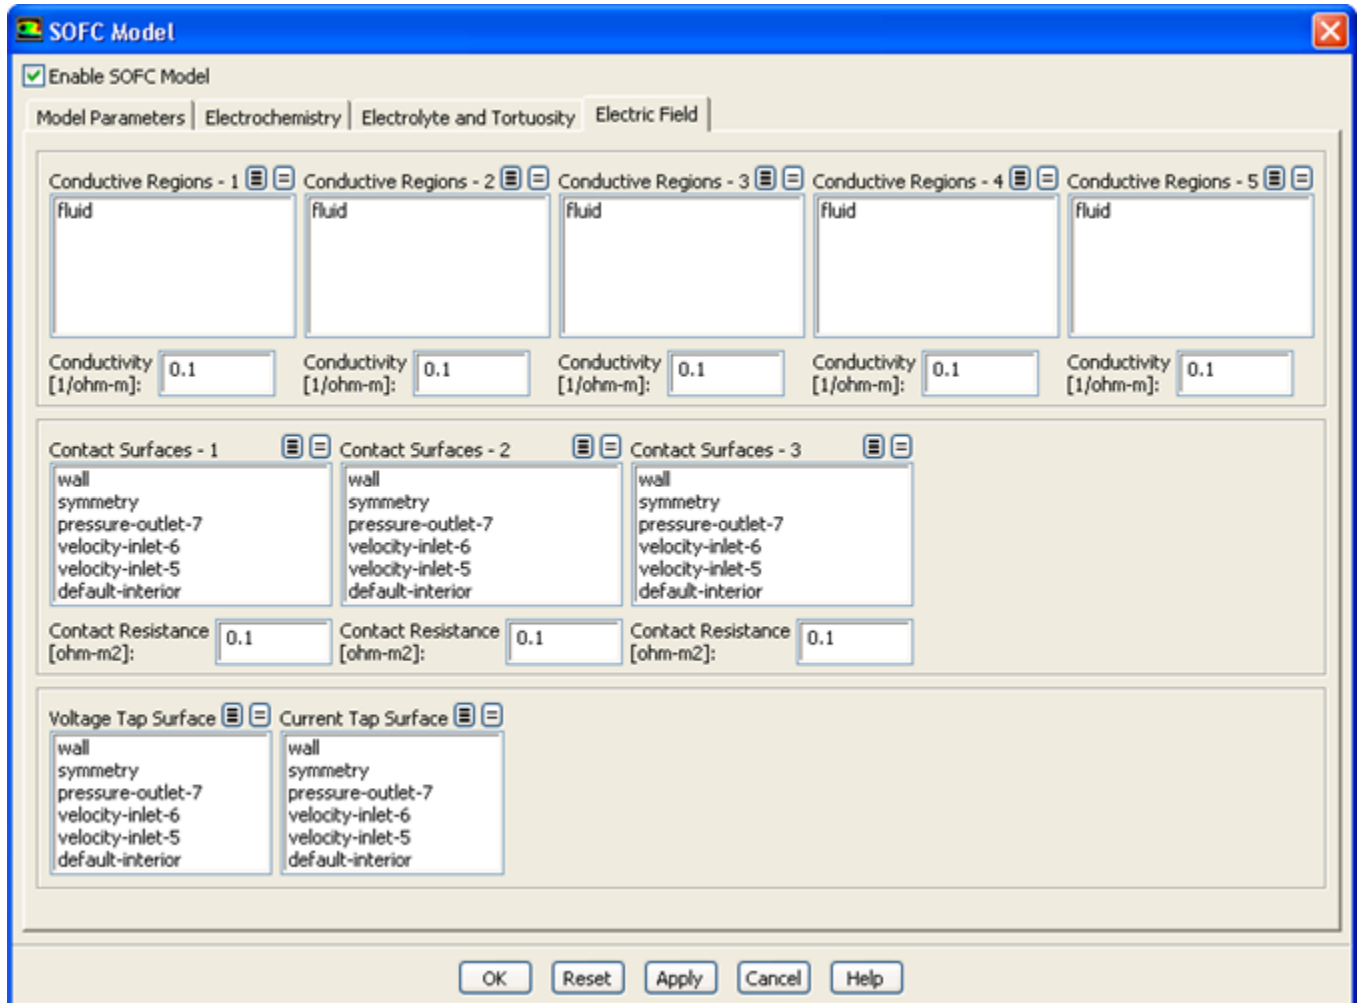 SOFC Model
Enable SOFC Model
Model Parameters Electrochemistry Electrolyte and Tortuosity Electric Field
Conductive Regions - 1 Conductive Regions - 2 Conductive Regions - 3 Conductive Regions - 4 Conductive Regions - 5
fluid fluid fluid fluid fluid
Conductivity [1/ohm-m]: 0.1 Conductivity [1/ohm-m]: 0.1 Conductivity [1/ohm-m]: 0.1 Conductivity [1/ohm-m]: 0.1 Conductivity [1/ohm-m]: 0.1
Contact Surfaces - 1 Contact Surfaces - 2 Contact Surfaces - 3
wall wall wall
symmetry symmetry symmetry
pressure-outlet-7 pressure-outlet-7 pressure-outlet-7
velocity-inlet-6 velocity-inlet-6 velocity-inlet-6
velocity-inlet-5 velocity-inlet-5 velocity-inlet-5
default-interior default-interior default-interior
Contact Resistance [ohm-m2]: 0.1 Contact Resistance [ohm-m2]: 0.1 Contact Resistance [ohm-m2]: 0.1
Voltage Tap Surface Current Tap Surface
wall wall
symmetry symmetry
pressure-outlet-7 pressure-outlet-7
velocity-inlet-6 velocity-inlet-6
velocity-inlet-5 velocity-inlet-5
default-interior default-interior
OK Reset Apply Cancel Help